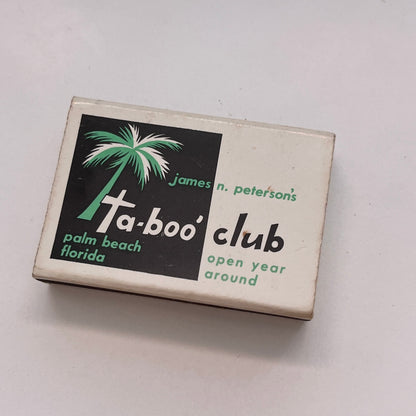 james n. peterson's
ta-boo' club
palm beach
florida
open year
around